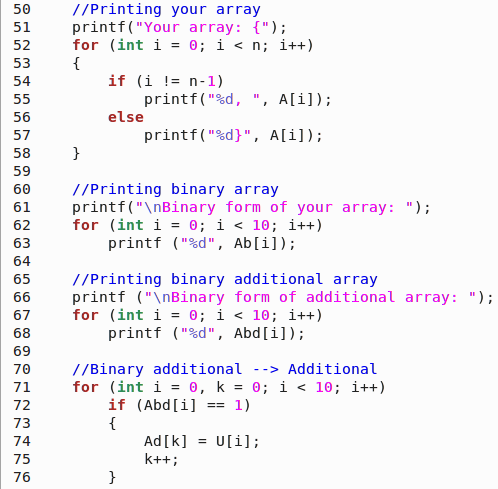 50    //Printing your array
51    printf("Your array: {");
52    for (int i = 0; i < n; i++)
53    {
54        if (i != n-1)
55            printf("%d, ", A[i]);
56        else
57            printf("%d}", A[i]);
58    }
59
60    //Printing binary array
61    printf("\nBinary form of your array: ");
62    for (int i = 0; i < 10; i++)
63        printf ("%d", Ab[i]);
64
65    //Printing binary additional array
66    printf ("\nBinary form of additional array: ");
67    for (int i = 0; i < 10; i++)
68        printf ("%d", Abd[i]);
69
70    //Binary additional --> Additional
71    for (int i = 0, k = 0; i < 10; i++)
72        if (Abd[i] == 1)
73        {
74            Ad[k] = U[i];
75            k++;
76        }